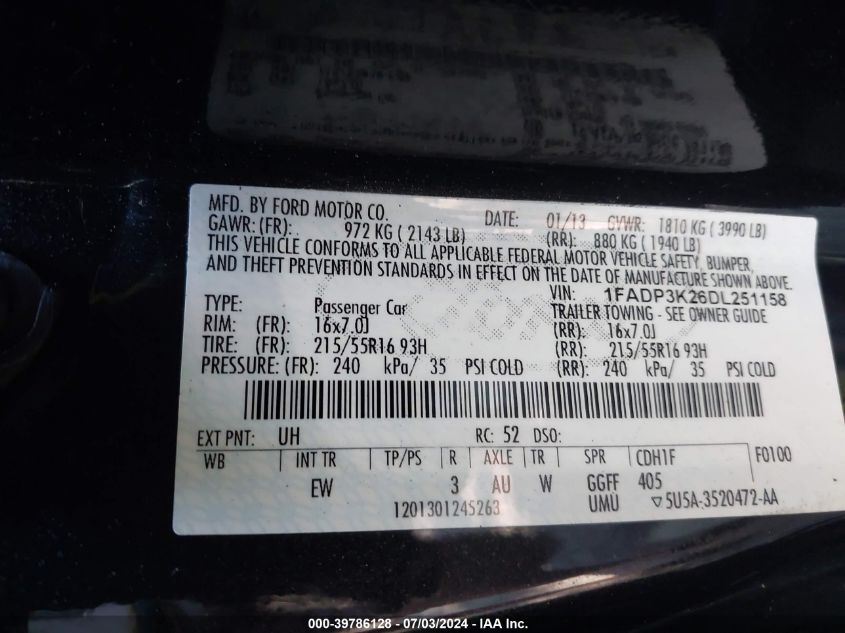 MFD. BY FORD MOTOR CO. DATE: 01/13 GVWR: 1810 KG ( 3990 LB)
GAWR: (FR): 972 KG ( 2143 LB) (RR): 880 KG ( 1940 LB)
THIS VEHICLE CONFORMS TO ALL APPLICABLE FEDERAL MOTOR VEHICLE SAFETY, BUMPER,
AND THEFT PREVENTION STANDARDS IN EFFECT ON THE DATE OF MANUFACTURE SHOWN ABOVE.
VIN: 1FADP3K26DL251158
TYPE: Passenger Car TRAILER TOWING - SEE OWNER GUIDE
RIM: (FR): 16x7.0J (RR): 16x7.0J
TIRE: (FR): 215/55R16 93H (RR): 215/55R16 93H
PRESSURE: (FR): 240 kPa/ 35 PSI COLD (RR): 240 kPa/ 35 PSI COLD
EXT PNT: UH RC: 52 DSO:
WB INT TR TP/PS R AXLE TR SPR CDH1F F0100
EW 3 AU W GGFF 405
1201301245263 UMU ▽5U5A-3520472-AA
000-39786128 - 07/03/2024 - IAA Inc.